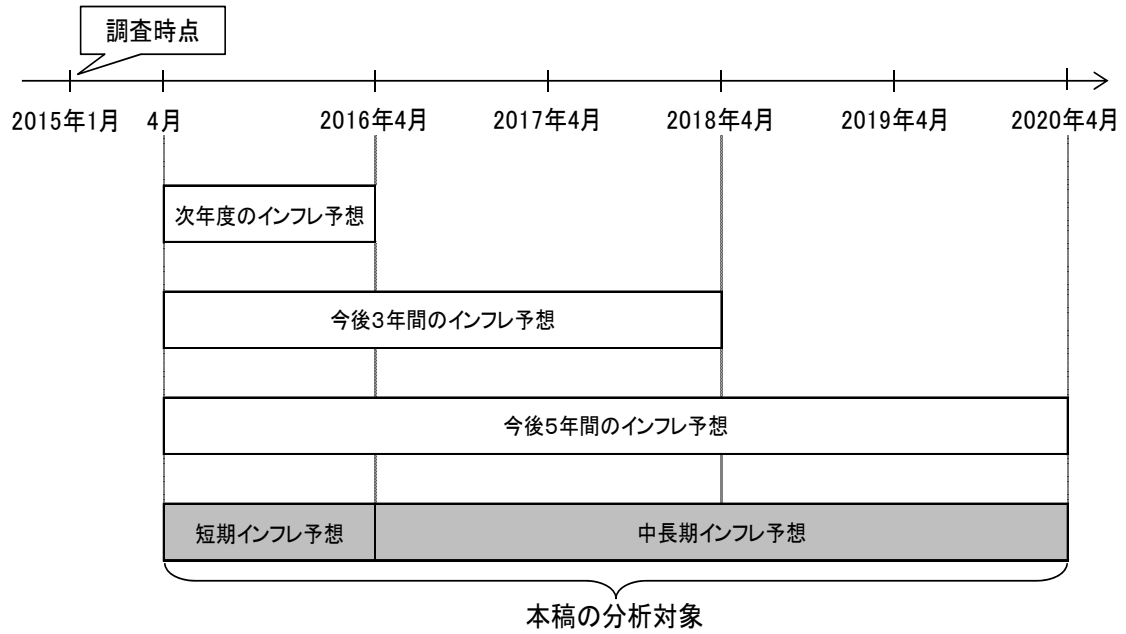 調査時点
2015年1月 4月 2016年4月 2017年4月 2018年4月 2019年4月 2020年4月
次年度のインフレ予想
今後3年間のインフレ予想
今後5年間のインフレ予想
短期インフレ予想 中長期インフレ予想
本稿の分析対象